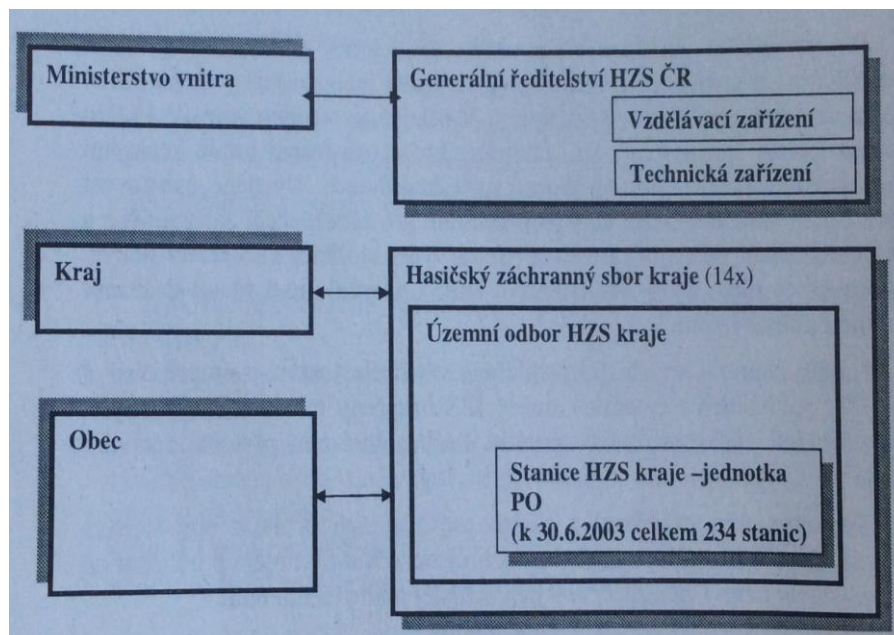 Ministerstvo vnitra
Generální ředitelství HZS ČR
Vzdělávací zařízení
Technická zařízení
Kraj
Hasičský záchranný sbor kraje (14x)
Územní odbor HZS kraje
Obec
Stanice HZS kraje –jednotka
PO
(k 30.6.2003 celkem 234 stanic)